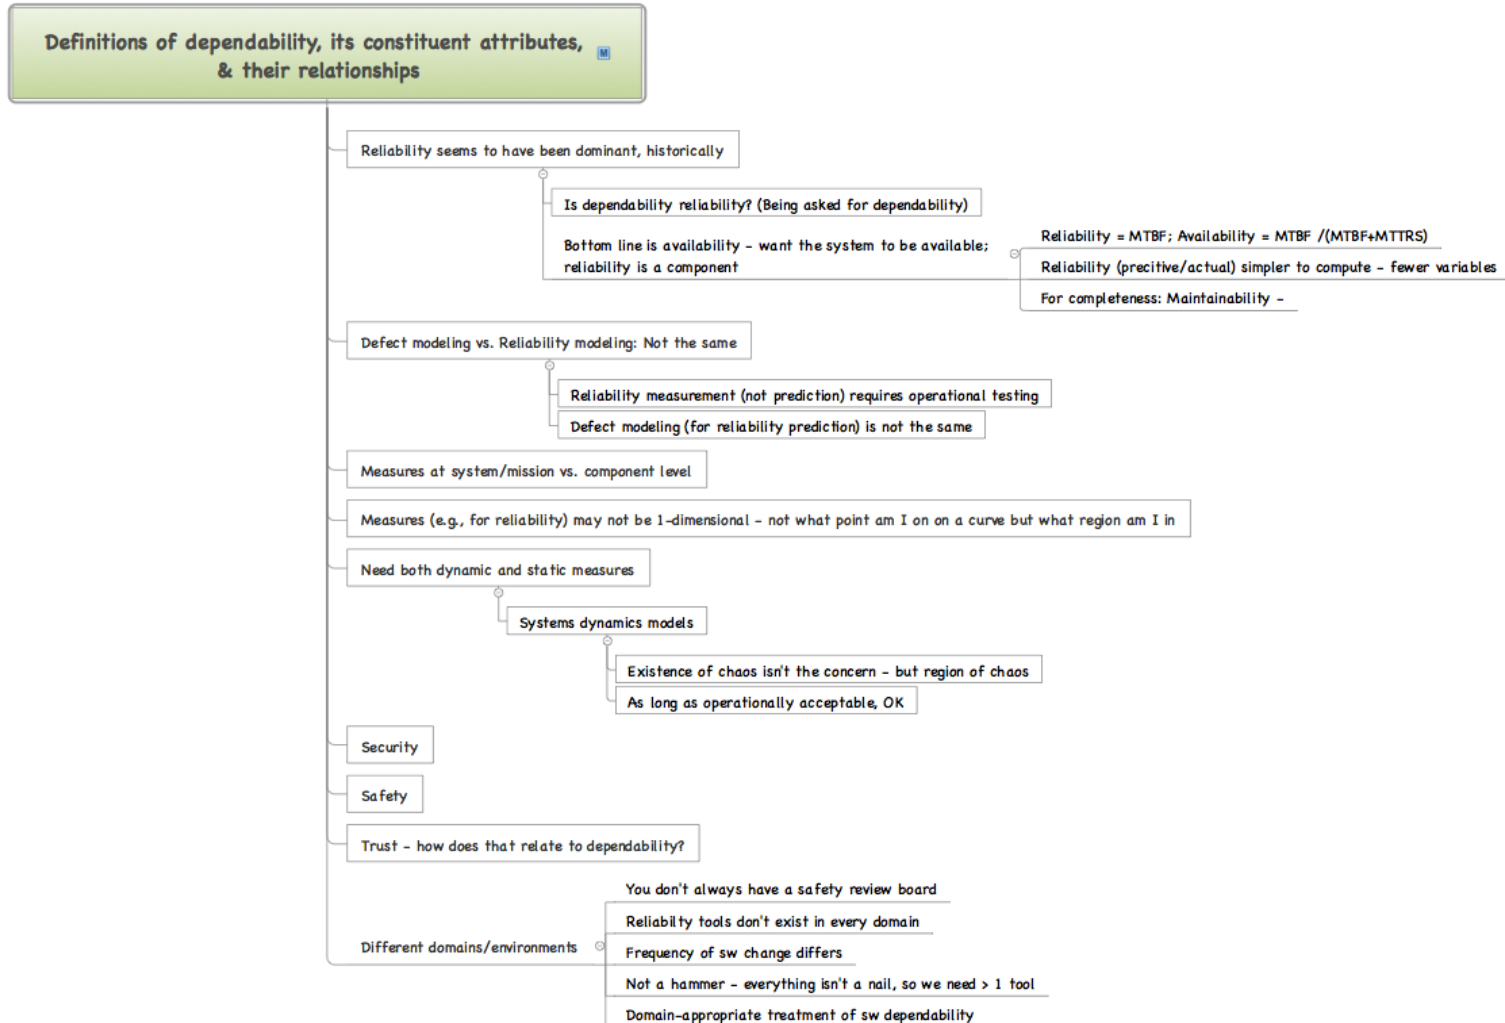 Definitions of dependability, its constituent attributes,
& their relationships
M
Reliability seems to have been dominant, historically
Is dependability reliability? (Being asked for dependability)
Bottom line is availability - want the system to be available;
reliability is a component
Reliability = MTBF; Availability = MTBF /(MTBF+MTTRS)
Reliability (precitive/actual) simpler to compute - fewer variables
For completeness: Maintainability -
Defect modeling vs. Reliability modeling: Not the same
Reliability measurement (not prediction) requires operational testing
Defect modeling (for reliability prediction) is not the same
Measures at system/mission vs. component level
Measures (e.g., for reliability) may not be 1-dimensional - not what point am I on on a curve but what region am I in
Need both dynamic and static measures
Systems dynamics models
Existence of chaos isn't the concern - but region of chaos
As long as operationally acceptable, OK
Security
Safety
Trust - how does that relate to dependability?
Different domains/environments
You don't always have a safety review board
Reliabilty tools don't exist in every domain
Frequency of sw change differs
Not a hammer - everything isn't a nail, so we need > 1 tool
Domain-appropriate treatment of sw dependability